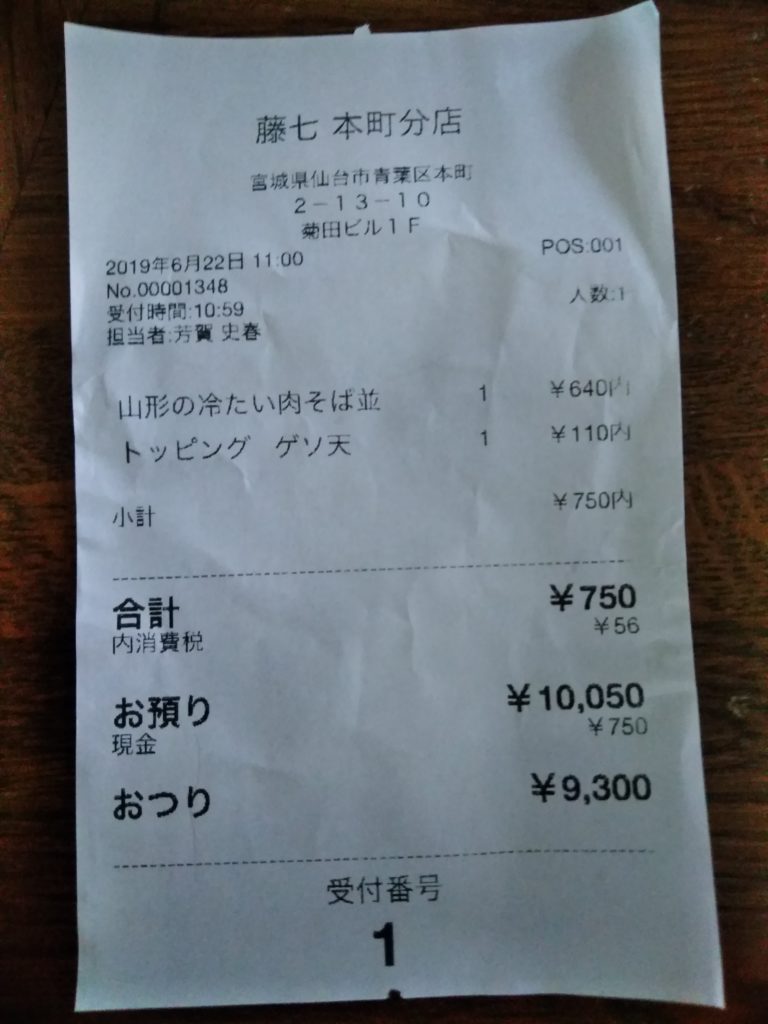 藤七 本町分店
宮城県仙台市青葉区本町
２－１３－１０
菊田ビル１Ｆ
POS:001
2019年6月22日 11:00
No.00001348
人数:1
受付時間:10:59
担当者:芳賀 史春
山形の冷たい肉そば並 1 ¥640内
トッピング　ゲソ天 1 ¥110内
小計 ¥750内
合計 ¥750
内消費税 ¥56
お預り ¥10,050
現金 ¥750
おつり ¥9,300
受付番号
1